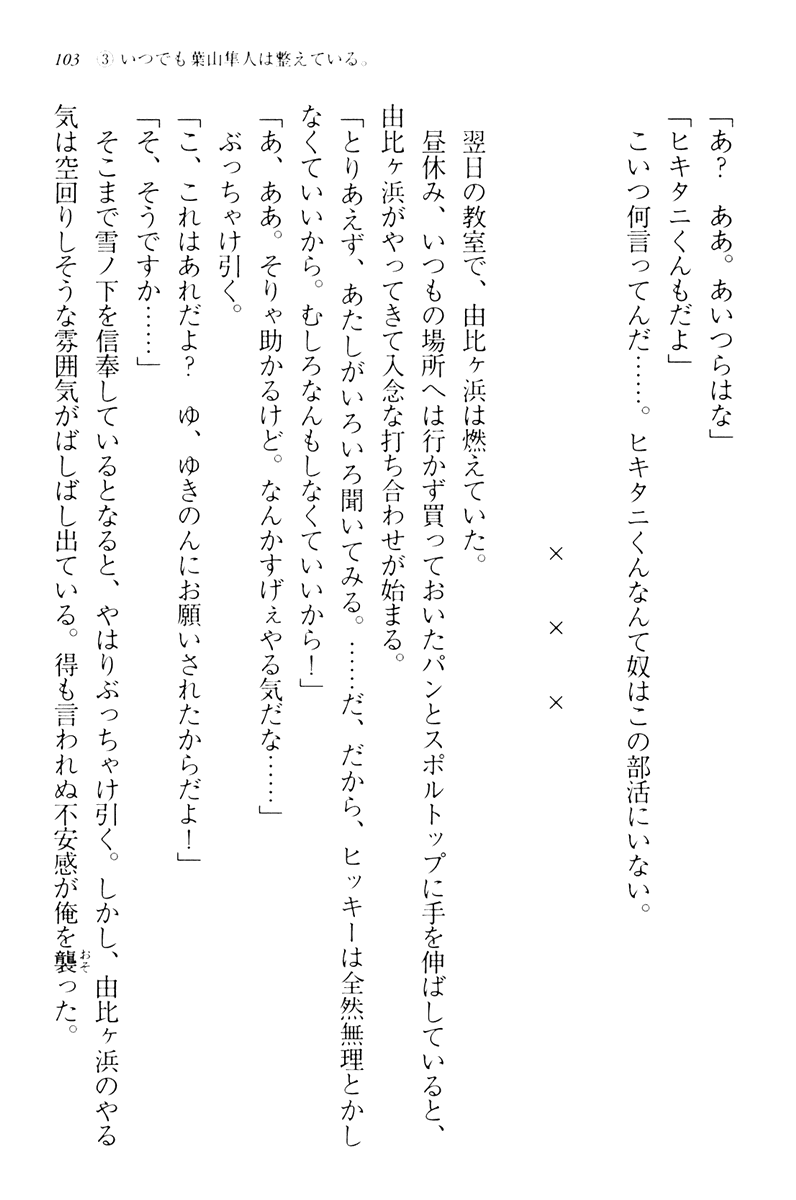 103 ③ いつでも葉山隼人は整えている。
「あ？　ああ。あいつらはな」
「ヒキタニくんもだよ」
　こいつ何言ってんだ……。ヒキタニくんなんて奴はこの部活にいない。
×　×　×
　翌日の教室で、由比ヶ浜は燃えていた。
　昼休み、いつもの場所へは行かず買っておいたパンとスポルトップに手を伸ばしていると、
由比ヶ浜がやってきて入念な打ち合わせが始まる。
「とりあえず、あたしがいろいろ聞いてみる。……だ、だから、ヒッキーは全然無理とかし
なくていいから。むしろなんもしなくていいから！」
「あ、ああ。そりゃ助かるけど。なんかすげぇやる気だな……」
　ぶっちゃけ引く。
「こ、これはあれだよ？　ゆ、ゆきのんにお願いされたからだよ！」
「そ、そうですか……」
　そこまで雪ノ下を信奉しているとなると、やはりぶっちゃけ引く。しかし、由比ヶ浜のやる
気は空回りしそうな雰囲気がばしばし出ている。得も言われぬ不安感が俺を襲った。
おそ